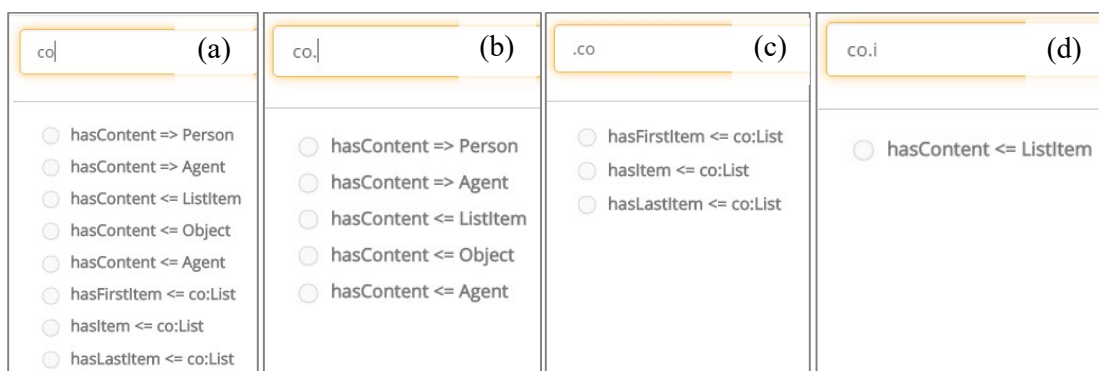 co
(a)
hasContent => Person
hasContent => Agent
hasContent <= ListItem
hasContent <= Object
hasContent <= Agent
hasFirstItem <= co:List
hasItem <= co:List
hasLastItem <= co:List
co.
(b)
hasContent => Person
hasContent => Agent
hasContent <= ListItem
hasContent <= Object
hasContent <= Agent
.co
(c)
hasFirstItem <= co:List
hasItem <= co:List
hasLastItem <= co:List
co.i
(d)
hasContent <= ListItem